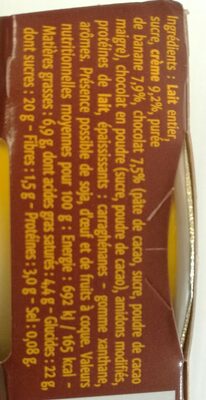 Ingrédients : Lait entier,
sucre, crème 9,2%, purée
de banane 7,9%, chocolat 7,5% (pâte de cacao, sucre, poudre de cacao
maigre), chocolat en poudre (sucre, poudre de cacao), amidons modifiés,
protéines de lait, épaississants : carraghénanes - gomme xanthane,
arômes. Présence possible de soja, d'œuf et de fruits à coque. Valeurs
nutritionnelles moyennes pour 100 g : Energie : 692 kJ / 165 kcal -
Matières grasses : 6,9 g, dont acides gras saturés : 4,4 g - Glucides : 22 g,
dont sucres : 20 g - Fibres : 1,5 g - Protéines : 3,0 g - Sel : 0,08 g.